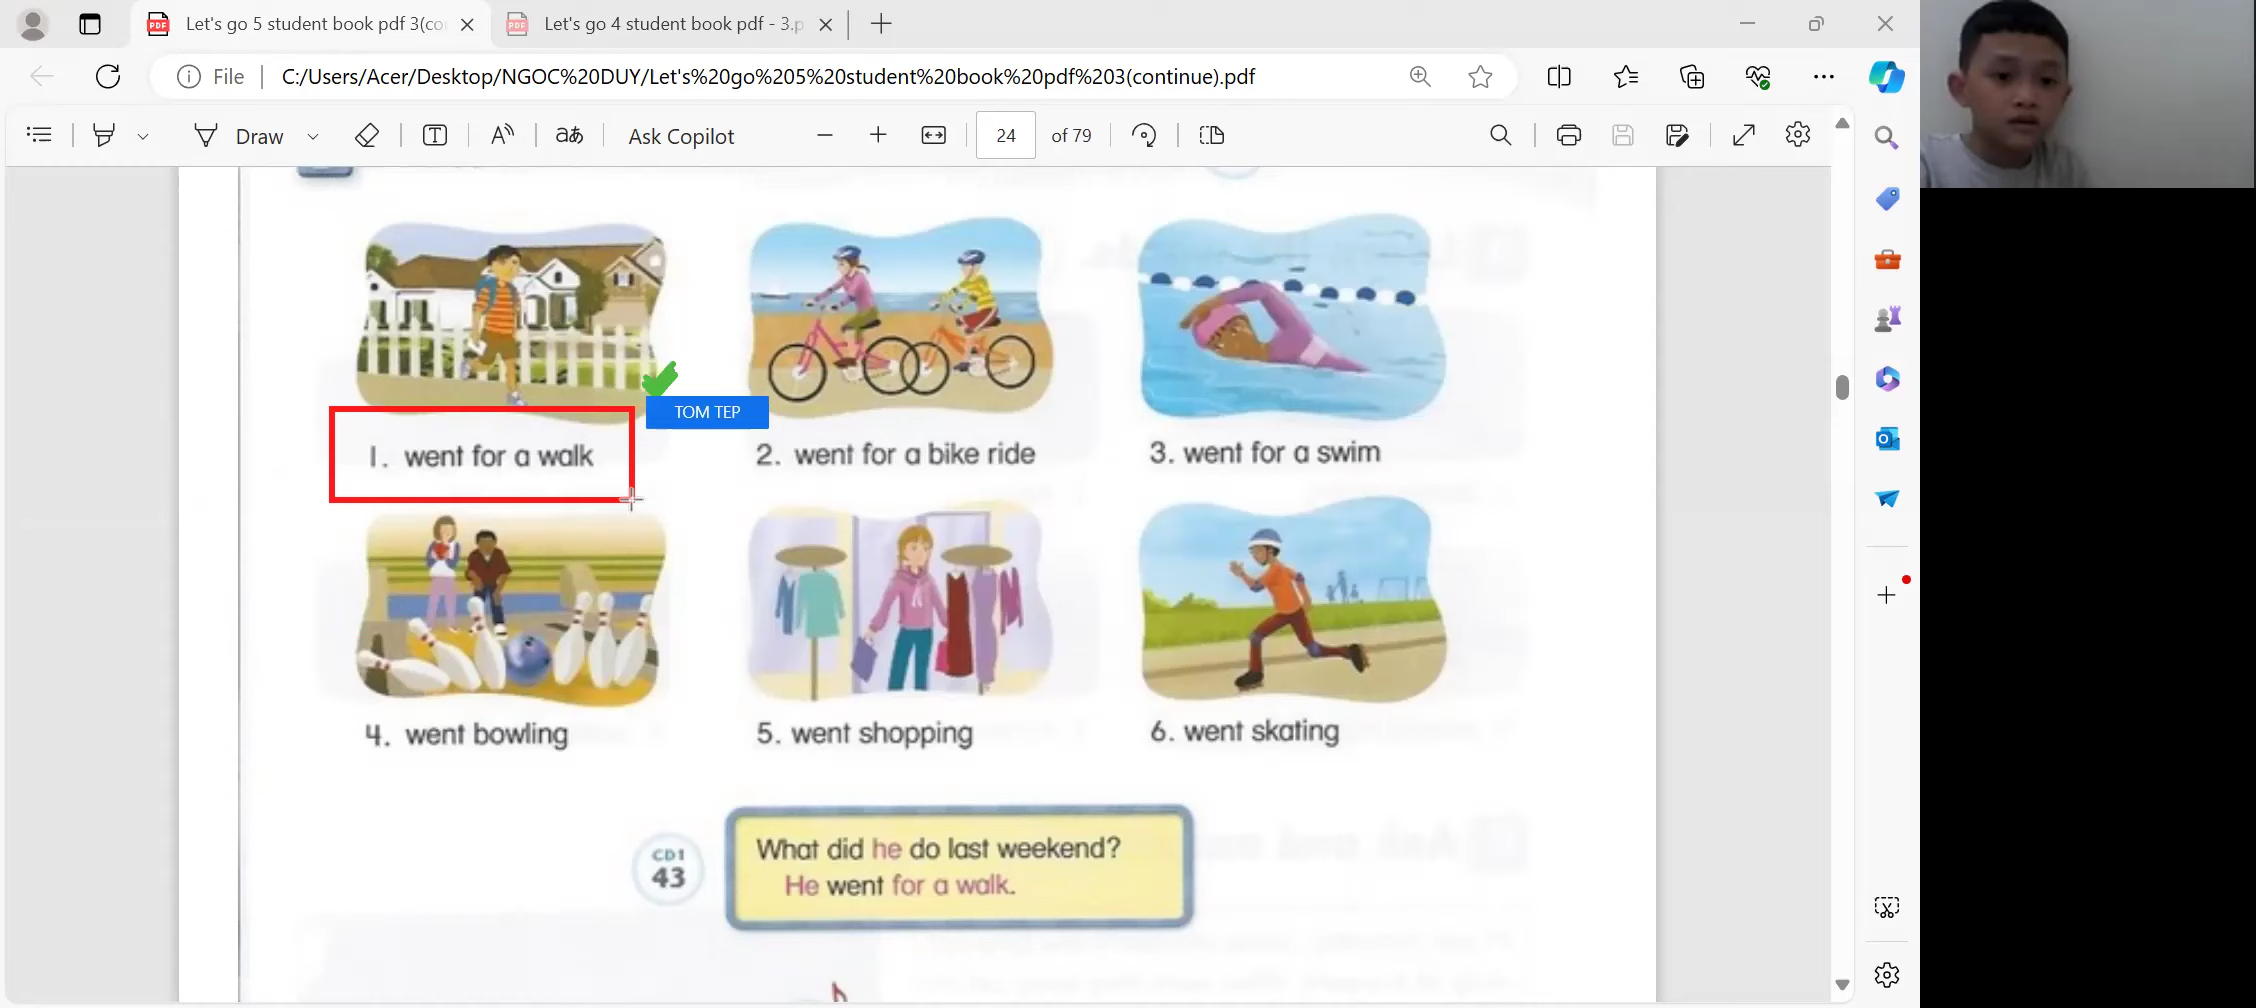 Let's go 5 student book pdf 3(co
Let's go 4 student book pdf - 3.p
File
C:/Users/Acer/Desktop/NGOC%20DUY/Let's%20go%205%20student%20book%20pdf%203(continue).pdf
Draw
Ask Copilot
24 of 79
TOM TEP
1. went for a walk
2. went for a bike ride
3. went for a swim
4. went bowling
5. went shopping
6. went skating
CD1
43
What did he do last weekend?
He went for a walk.